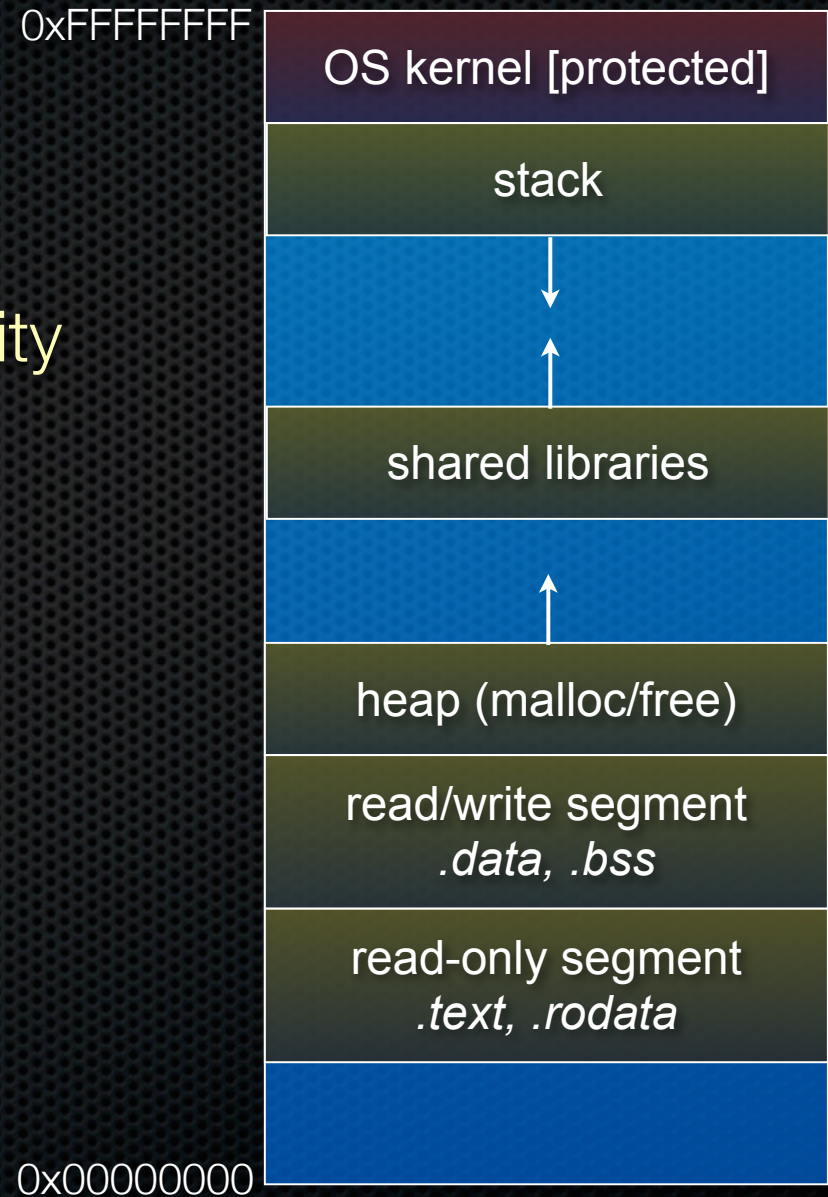 0xFFFFFFFF
OS kernel [protected]
stack
ity
shared libraries
heap (malloc/free)
read/write segment
.data, .bss
read-only segment
.text, .rodata
0x00000000